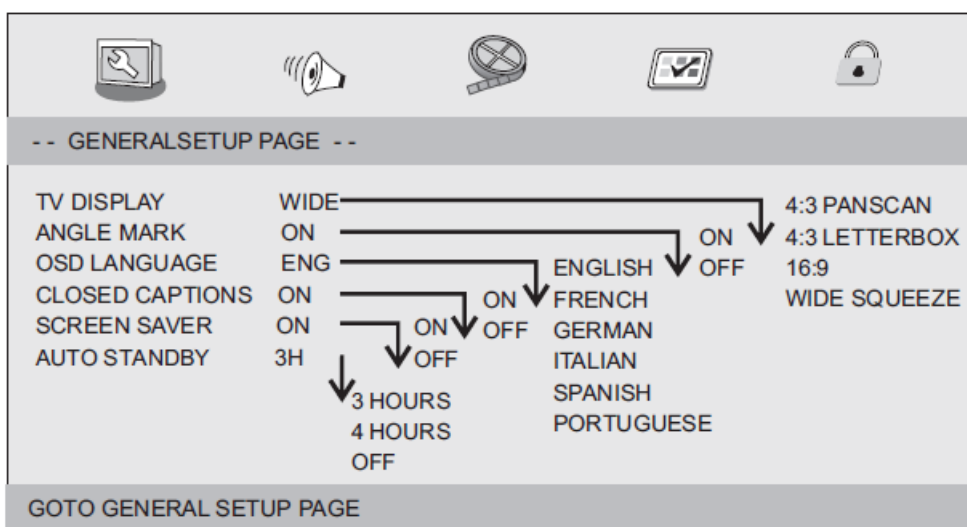 - - GENERALSETUP PAGE - -
TV DISPLAY WIDE
ANGLE MARK ON
OSD LANGUAGE ENG
CLOSED CAPTIONS ON
SCREEN SAVER ON
AUTO STANDBY 3H
3 HOURS
4 HOURS
OFF
ON
OFF
ON
OFF
ENGLISH
FRENCH
GERMAN
ITALIAN
SPANISH
PORTUGUESE
ON
OFF
4:3 PANSCAN
4:3 LETTERBOX
16:9
WIDE SQUEEZE
GOTO GENERAL SETUP PAGE